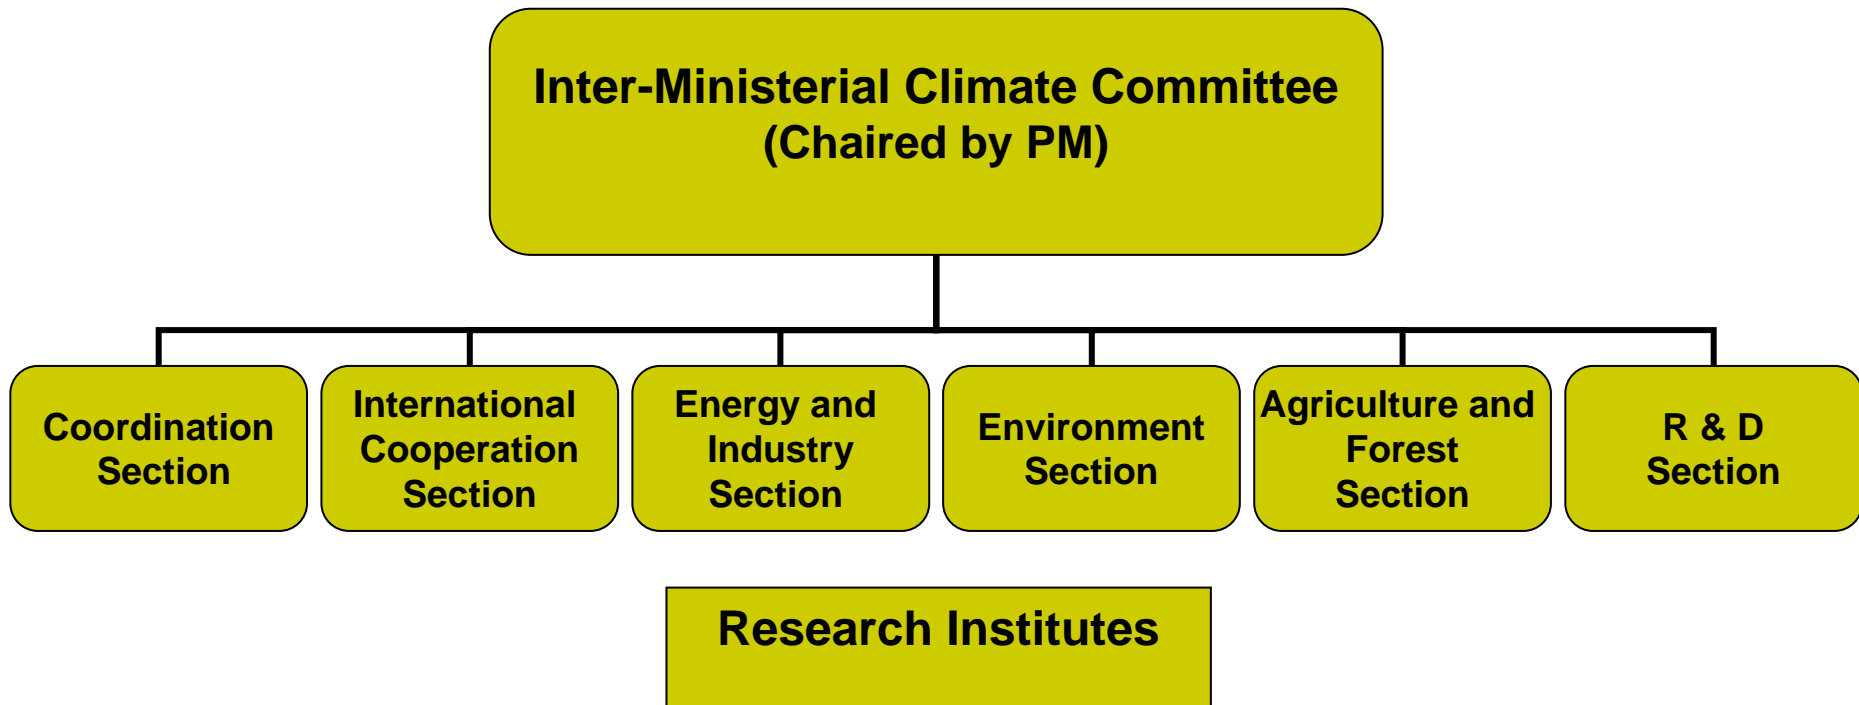 Inter-Ministerial Climate Committee
(Chaired by PM)
Coordination
Section
International
Cooperation
Section
Energy and
Industry
Section
Environment
Section
Agriculture and
Forest
Section
R & D
Section
Research Institutes